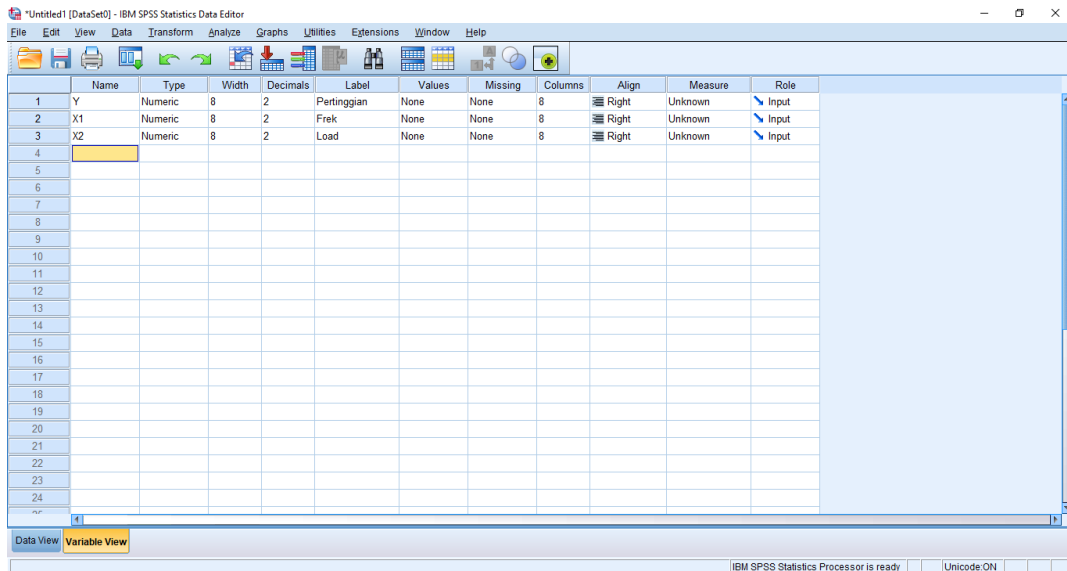 *Untitled1 [DataSet0] - IBM SPSS Statistics Data Editor
File Edit View Data Transform Analyze Graphs Utilities Extensions Window Help
Name Type Width Decimals Label Values Missing Columns Align Measure Role
1 Y Numeric 8 2 Pertinggian None None 8 Right Unknown Input
2 X1 Numeric 8 2 Frek None None 8 Right Unknown Input
3 X2 Numeric 8 2 Load None None 8 Right Unknown Input
4
5
6
7
8
9
10
11
12
13
14
15
16
17
18
19
20
21
22
23
24
Data View Variable View
IBM SPSS Statistics Processor is ready Unicode:ON